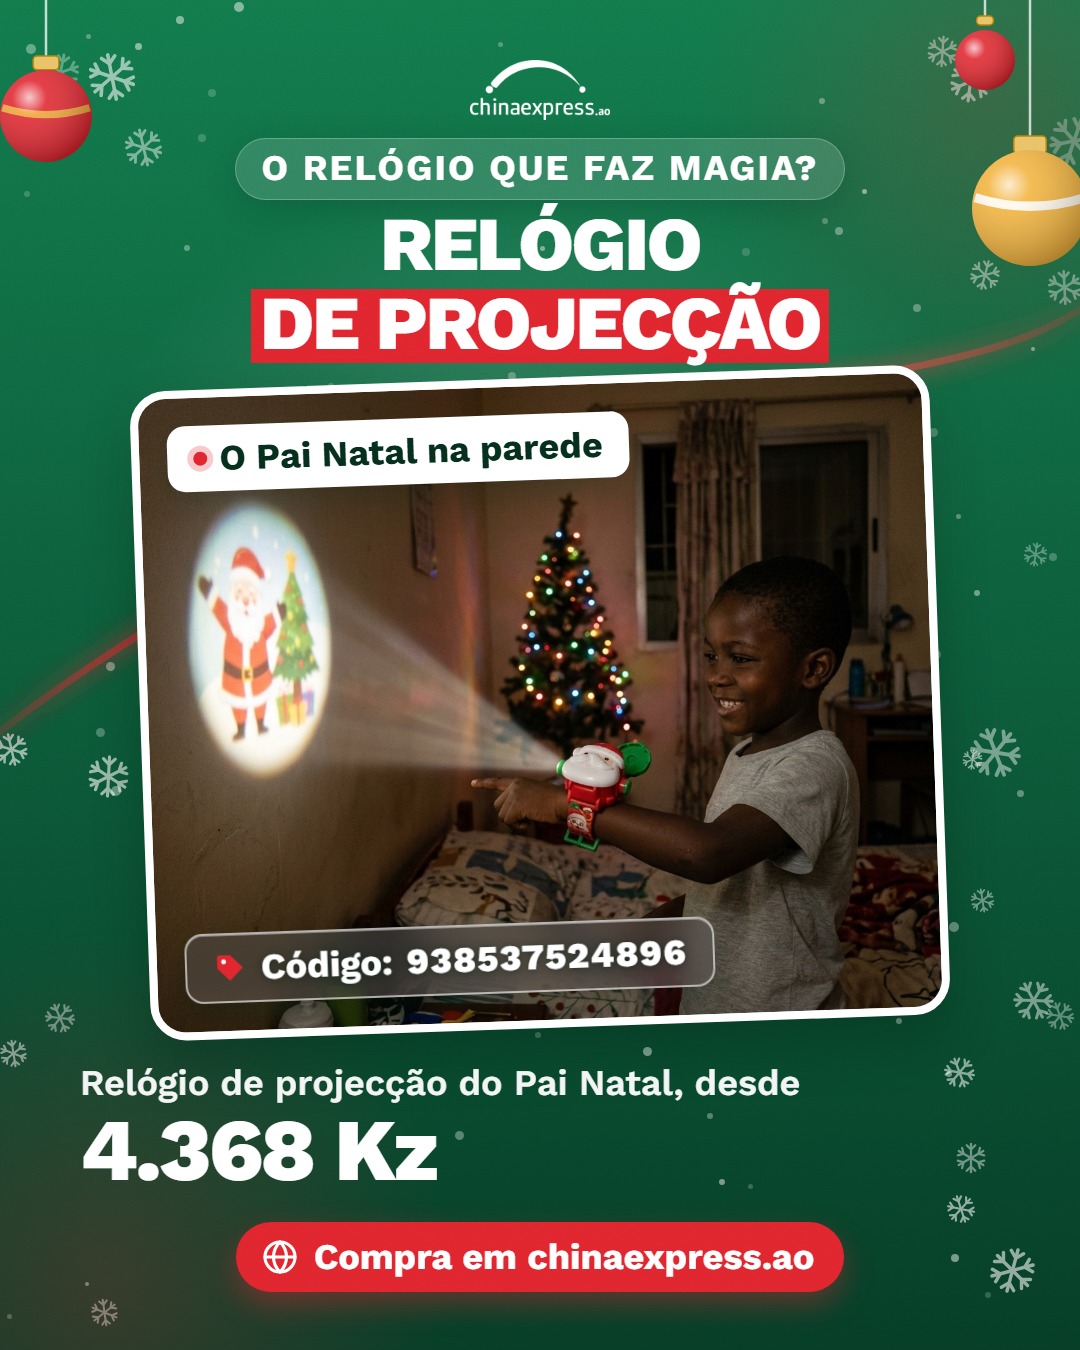 chinaexpress.ao
O RELÓGIO QUE FAZ MAGIA?
RELÓGIO
DE PROJECÇÃO
O Pai Natal na parede
Código: 938537524896
Relógio de projecção do Pai Natal, desde
4.368 Kz
Compra em chinaexpress.ao